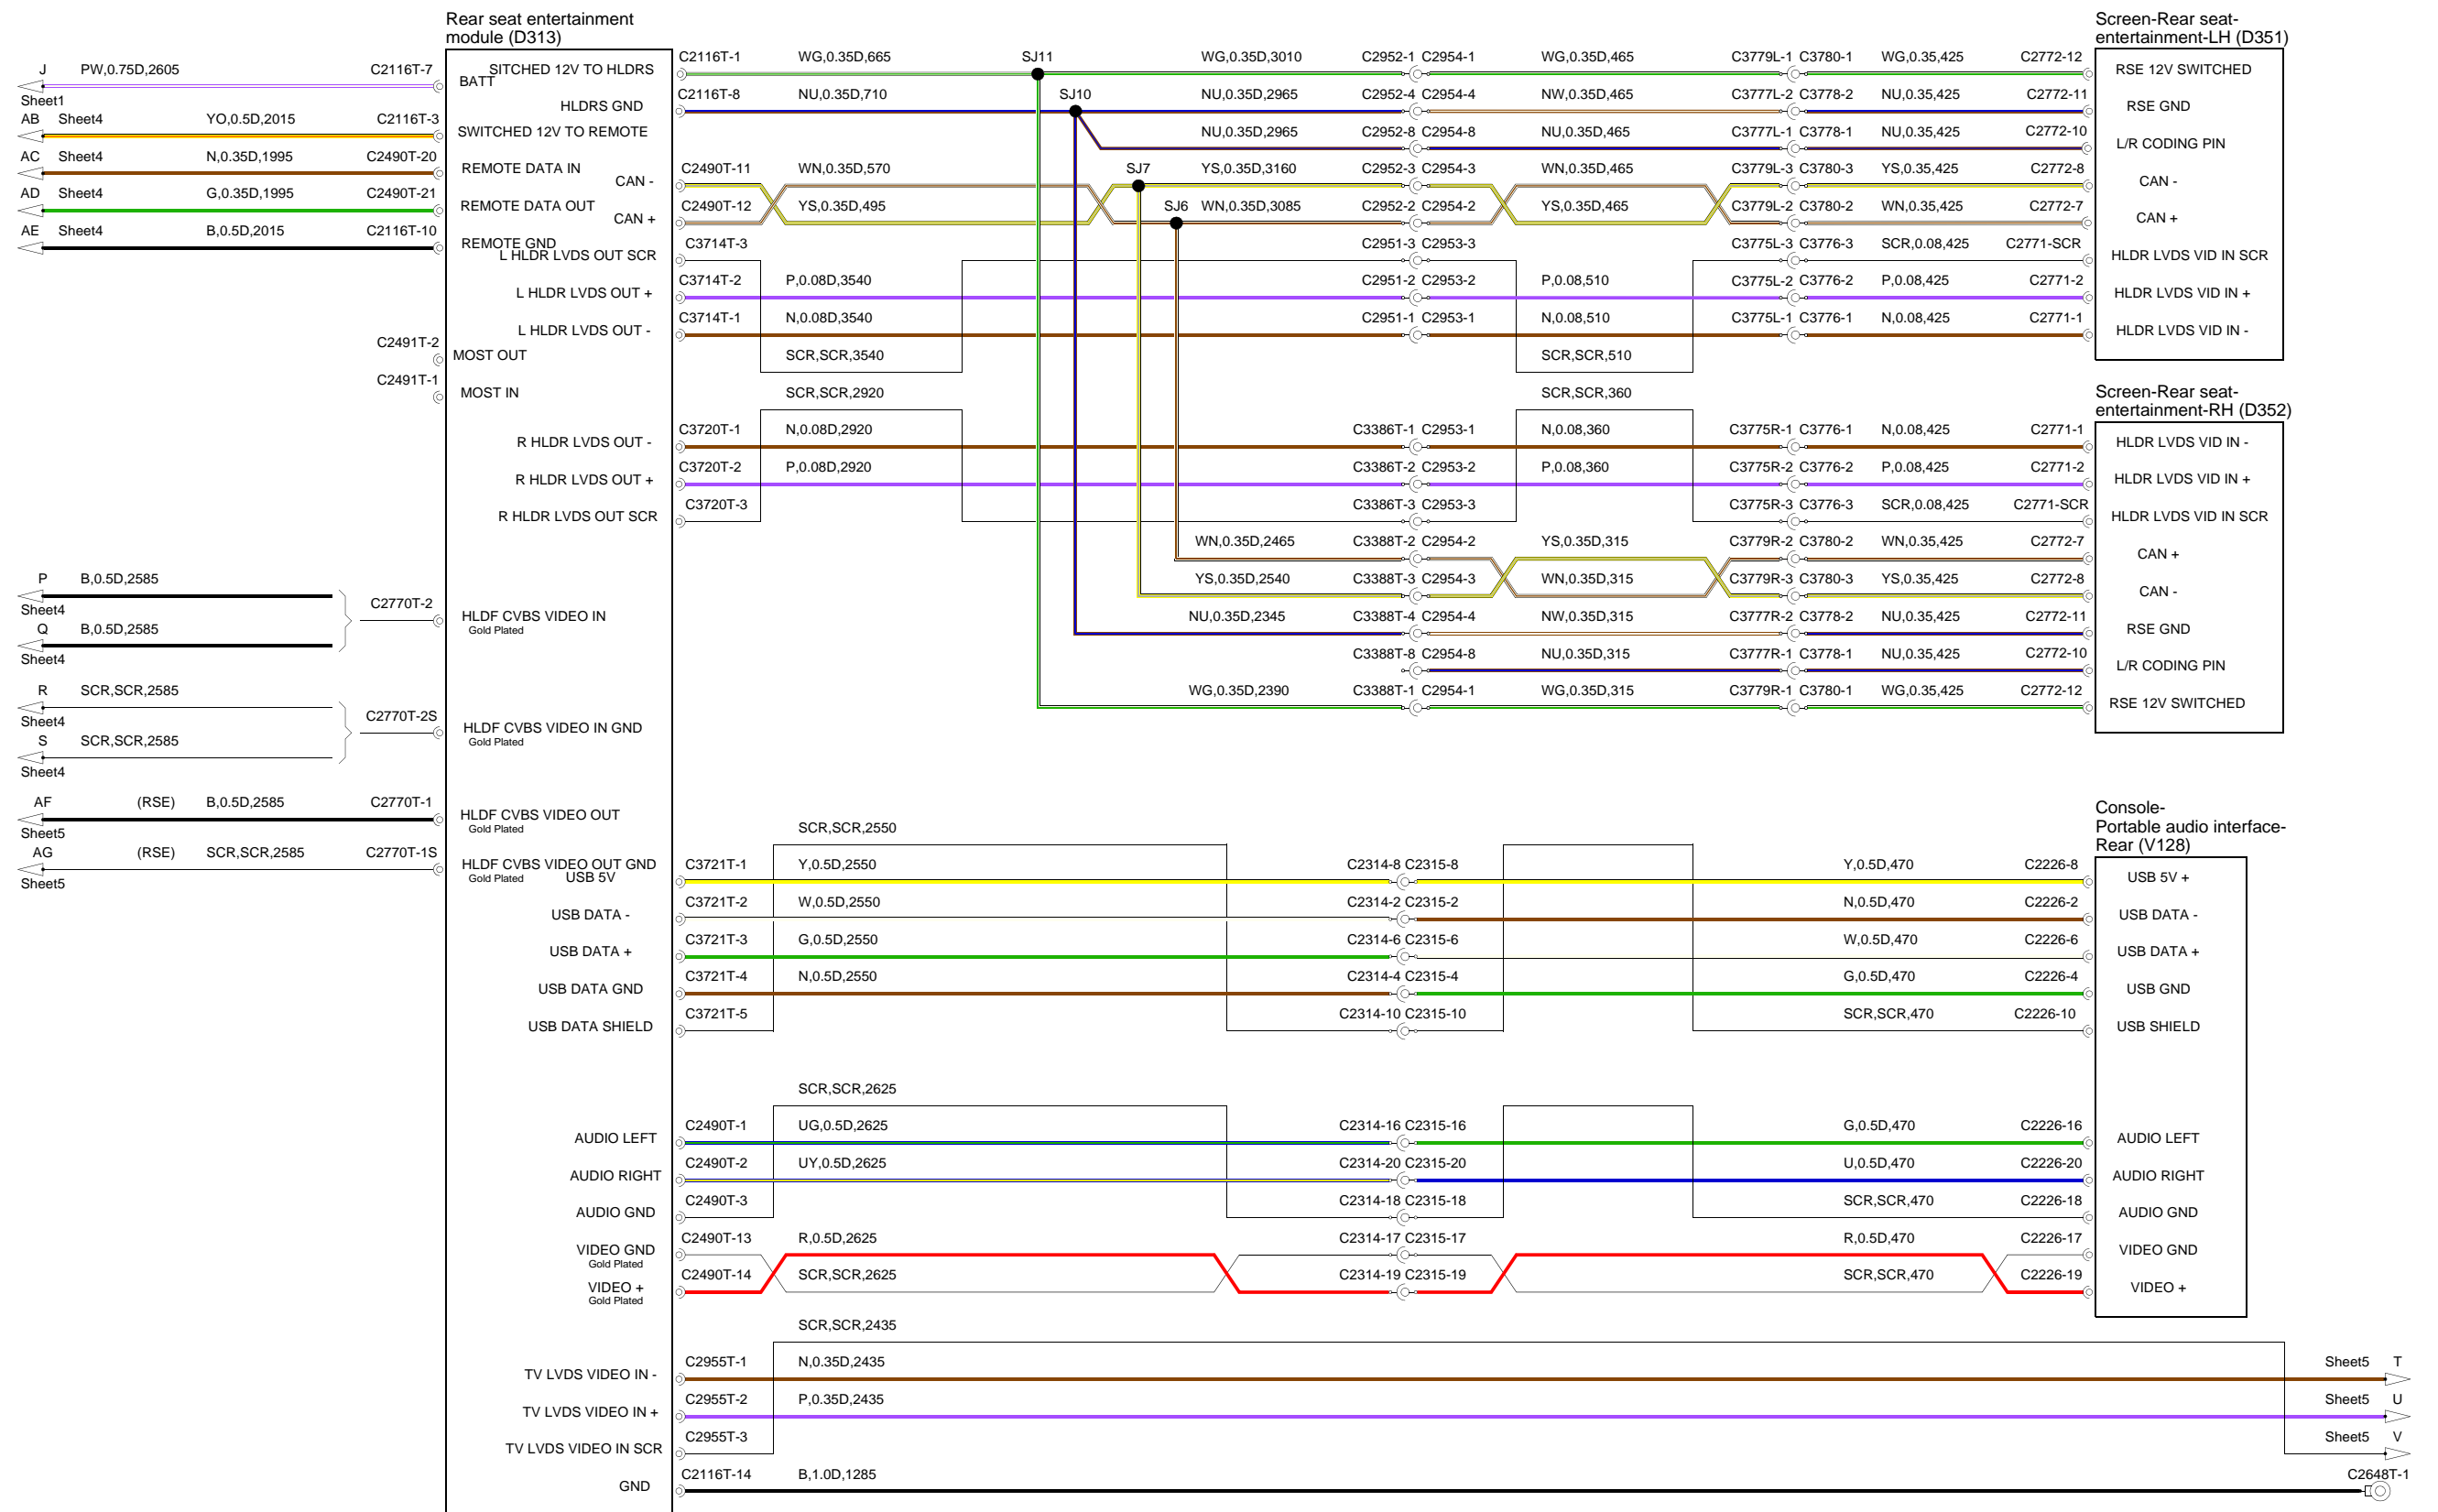 Rear seat entertainment
module (D313)
Screen-Rear seat-
entertainment-LH (D351)
J PW,0.75D,2605 C2116T-7
BATT
Sheet1
AB Sheet4 YO,0.5D,2015 C2116T-3
SWITCHED 12V TO REMOTE
AC Sheet4 N,0.35D,1995 C2490T-20
REMOTE DATA IN
AD Sheet4 G,0.35D,1995 C2490T-21
REMOTE DATA OUT
AE Sheet4 B,0.5D,2015 C2116T-10
REMOTE GND
C2491T-2
MOST OUT
C2491T-1
MOST IN
P B,0.5D,2585
Sheet4
C2770T-2
HLDF CVBS VIDEO IN
Gold Plated
Q B,0.5D,2585
Sheet4
R SCR,SCR,2585
Sheet4
C2770T-2S
HLDF CVBS VIDEO IN GND
Gold Plated
S SCR,SCR,2585
Sheet4
AF (RSE) B,0.5D,2585 C2770T-1
HLDF CVBS VIDEO OUT
Gold Plated
Sheet5
AG (RSE) SCR,SCR,2585 C2770T-1S
HLDF CVBS VIDEO OUT GND
Gold Plated
Sheet5
SITCHED 12V TO HLDRS C2116T-1 WG,0.35D,665 SJ11 WG,0.35D,3010 C2952-1 C2954-1 WG,0.35D,465 C3779L-1 C3780-1 WG,0.35,425 C2772-12 RSE 12V SWITCHED
HLDRS GND C2116T-8 NU,0.35D,710 SJ10 NU,0.35D,2965 C2952-4 C2954-4 NW,0.35D,465 C3777L-2 C3778-2 NU,0.35,425 C2772-11 RSE GND
NU,0.35D,2965 C2952-8 C2954-8 NU,0.35D,465 C3777L-1 C3778-1 NU,0.35,425 C2772-10 L/R CODING PIN
CAN - C2490T-11 WN,0.35D,570 SJ7 YS,0.35D,3160 C2952-3 C2954-3 WN,0.35D,465 C3779L-3 C3780-3 YS,0.35,425 C2772-8 CAN -
CAN + C2490T-12 YS,0.35D,495 SJ6 WN,0.35D,3085 C2952-2 C2954-2 YS,0.35D,465 C3779L-2 C3780-2 WN,0.35,425 C2772-7 CAN +
L HLDR LVDS OUT SCR C3714T-3 C2951-3 C2953-3 C3775L-3 C3776-3 SCR,0.08,425 C2771-SCR HLDR LVDS VID IN SCR
L HLDR LVDS OUT + C3714T-2 P,0.08D,3540 C2951-2 C2953-2 P,0.08,510 C3775L-2 C3776-2 P,0.08,425 C2771-2 HLDR LVDS VID IN +
L HLDR LVDS OUT - C3714T-1 N,0.08D,3540 C2951-1 C2953-1 N,0.08,510 C3775L-1 C3776-1 N,0.08,425 C2771-1 HLDR LVDS VID IN -
SCR,SCR,3540 SCR,SCR,510
SCR,SCR,2920 SCR,SCR,360
Screen-Rear seat-
entertainment-RH (D352)
R HLDR LVDS OUT - C3720T-1 N,0.08D,2920 C3386T-1 C2953-1 N,0.08,360 C3775R-1 C3776-1 N,0.08,425 C2771-1 HLDR LVDS VID IN -
R HLDR LVDS OUT + C3720T-2 P,0.08D,2920 C3386T-2 C2953-2 P,0.08,360 C3775R-2 C3776-2 P,0.08,425 C2771-2 HLDR LVDS VID IN +
R HLDR LVDS OUT SCR C3720T-3 C3386T-3 C2953-3 C3775R-3 C3776-3 SCR,0.08,425 C2771-SCR HLDR LVDS VID IN SCR
WN,0.35D,2465 C3388T-2 C2954-2 YS,0.35D,315 C3779R-2 C3780-2 WN,0.35,425 C2772-7 CAN +
YS,0.35D,2540 C3388T-3 C2954-3 WN,0.35D,315 C3779R-3 C3780-3 YS,0.35,425 C2772-8 CAN -
NU,0.35D,2345 C3388T-4 C2954-4 NW,0.35D,315 C3777R-2 C3778-2 NU,0.35,425 C2772-11 RSE GND
C3388T-8 C2954-8 NU,0.35D,315 C3777R-1 C3778-1 NU,0.35,425 C2772-10 L/R CODING PIN
WG,0.35D,2390 C3388T-1 C2954-1 WG,0.35D,315 C3779R-1 C3780-1 WG,0.35,425 C2772-12 RSE 12V SWITCHED
Console-
Portable audio interface-
Rear (V128)
SCR,SCR,2550
USB 5V C3721T-1 Y,0.5D,2550 C2314-8 C2315-8 Y,0.5D,470 C2226-8 USB 5V +
USB DATA - C3721T-2 W,0.5D,2550 C2314-2 C2315-2 N,0.5D,470 C2226-2 USB DATA -
USB DATA + C3721T-3 G,0.5D,2550 C2314-6 C2315-6 W,0.5D,470 C2226-6 USB DATA +
USB DATA GND C3721T-4 N,0.5D,2550 C2314-4 C2315-4 G,0.5D,470 C2226-4 USB GND
USB DATA SHIELD C3721T-5 C2314-10 C2315-10 SCR,SCR,470 C2226-10 USB SHIELD
SCR,SCR,2625
AUDIO LEFT C2490T-1 UG,0.5D,2625 C2314-16 C2315-16 G,0.5D,470 C2226-16 AUDIO LEFT
AUDIO RIGHT C2490T-2 UY,0.5D,2625 C2314-20 C2315-20 U,0.5D,470 C2226-20 AUDIO RIGHT
AUDIO GND C2490T-3 C2314-18 C2315-18 SCR,SCR,470 C2226-18 AUDIO GND
VIDEO GND C2490T-13 R,0.5D,2625 C2314-17 C2315-17 R,0.5D,470 C2226-17 VIDEO GND
Gold Plated
VIDEO + C2490T-14 SCR,SCR,2625 C2314-19 C2315-19 SCR,SCR,470 C2226-19 VIDEO +
Gold Plated
SCR,SCR,2435
TV LVDS VIDEO IN - C2955T-1 N,0.35D,2435 Sheet5 T
TV LVDS VIDEO IN + C2955T-2 P,0.35D,2435 Sheet5 U
TV LVDS VIDEO IN SCR C2955T-3 Sheet5 V
GND C2116T-14 B,1.0D,1285 C2648T-1